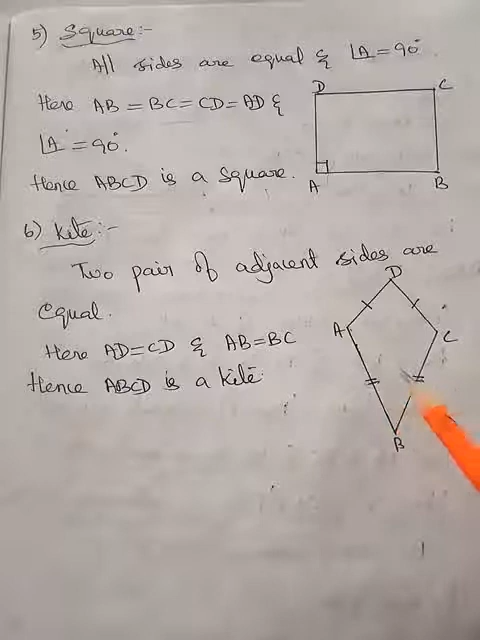 5) Square:-
All sides are equal & ∠A = 90°
Here AB = BC = CD = AD &
∠A = 90°.
Hence ABCD is a Square.
D C
A B
6) Kite:-
Two pair of adjacent sides are
Equal.
Here AD = CD & AB = BC
Hence ABCD is a Kite.
D
A C
B